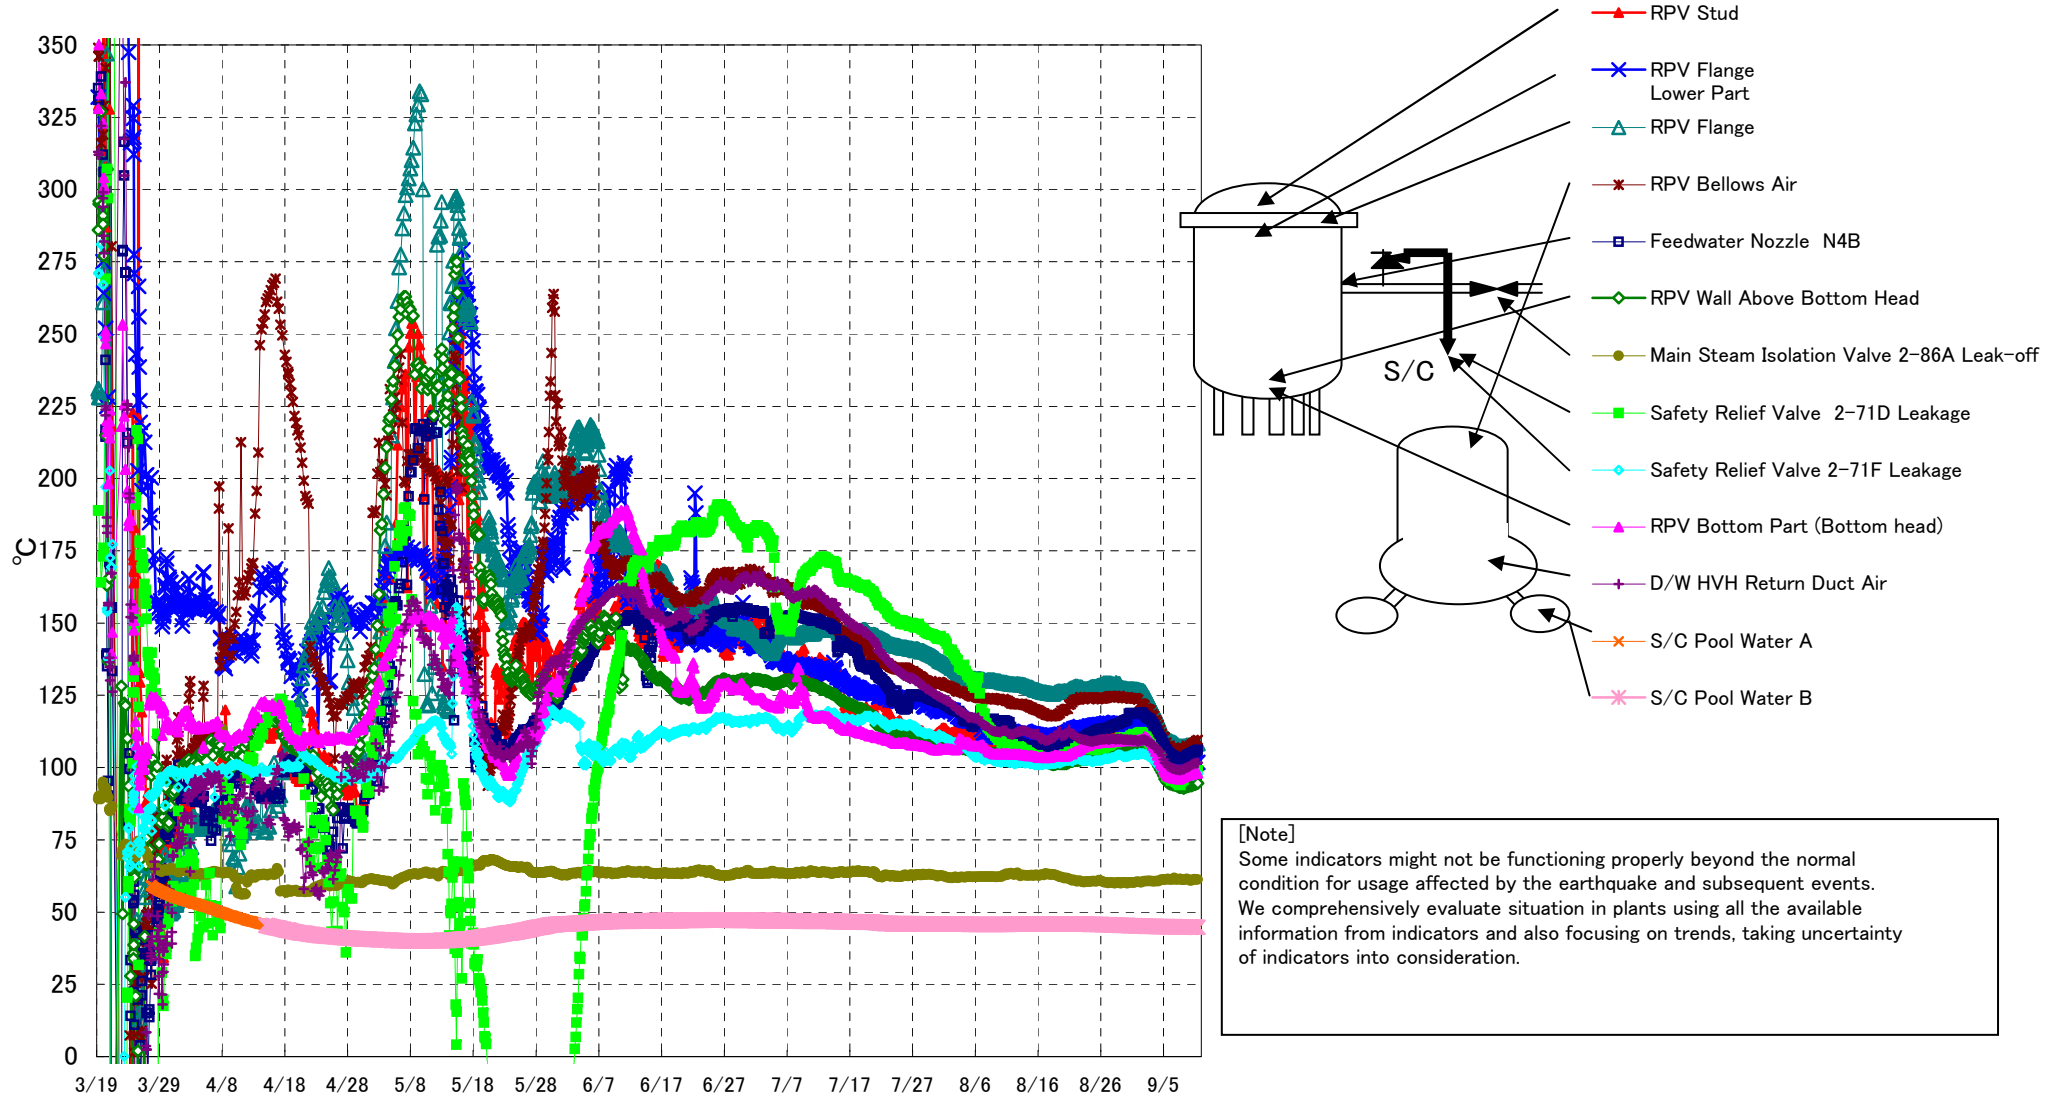 350
325
300
275
250
225
200
175
150
125
100
75
50
25
0
℃
3/19 3/29 4/8 4/18 4/28 5/8 5/18 5/28 6/7 6/17 6/27 7/7 7/17 7/27 8/6 8/16 8/26 9/5
RPV Stud
RPV Flange
Lower Part
RPV Flange
RPV Bellows Air
Feedwater Nozzle N4B
RPV Wall Above Bottom Head
Main Steam Isolation Valve 2-86A Leak-off
Safety Relief Valve 2-71D Leakage
Safety Relief Valve 2-71F Leakage
RPV Bottom Part (Bottom head)
D/W HVH Return Duct Air
S/C Pool Water A
S/C Pool Water B
S/C
[Note]
Some indicators might not be functioning properly beyond the normal
condition for usage affected by the earthquake and subsequent events.
We comprehensively evaluate situation in plants using all the available
information from indicators and also focusing on trends, taking uncertainty
of indicators into consideration.